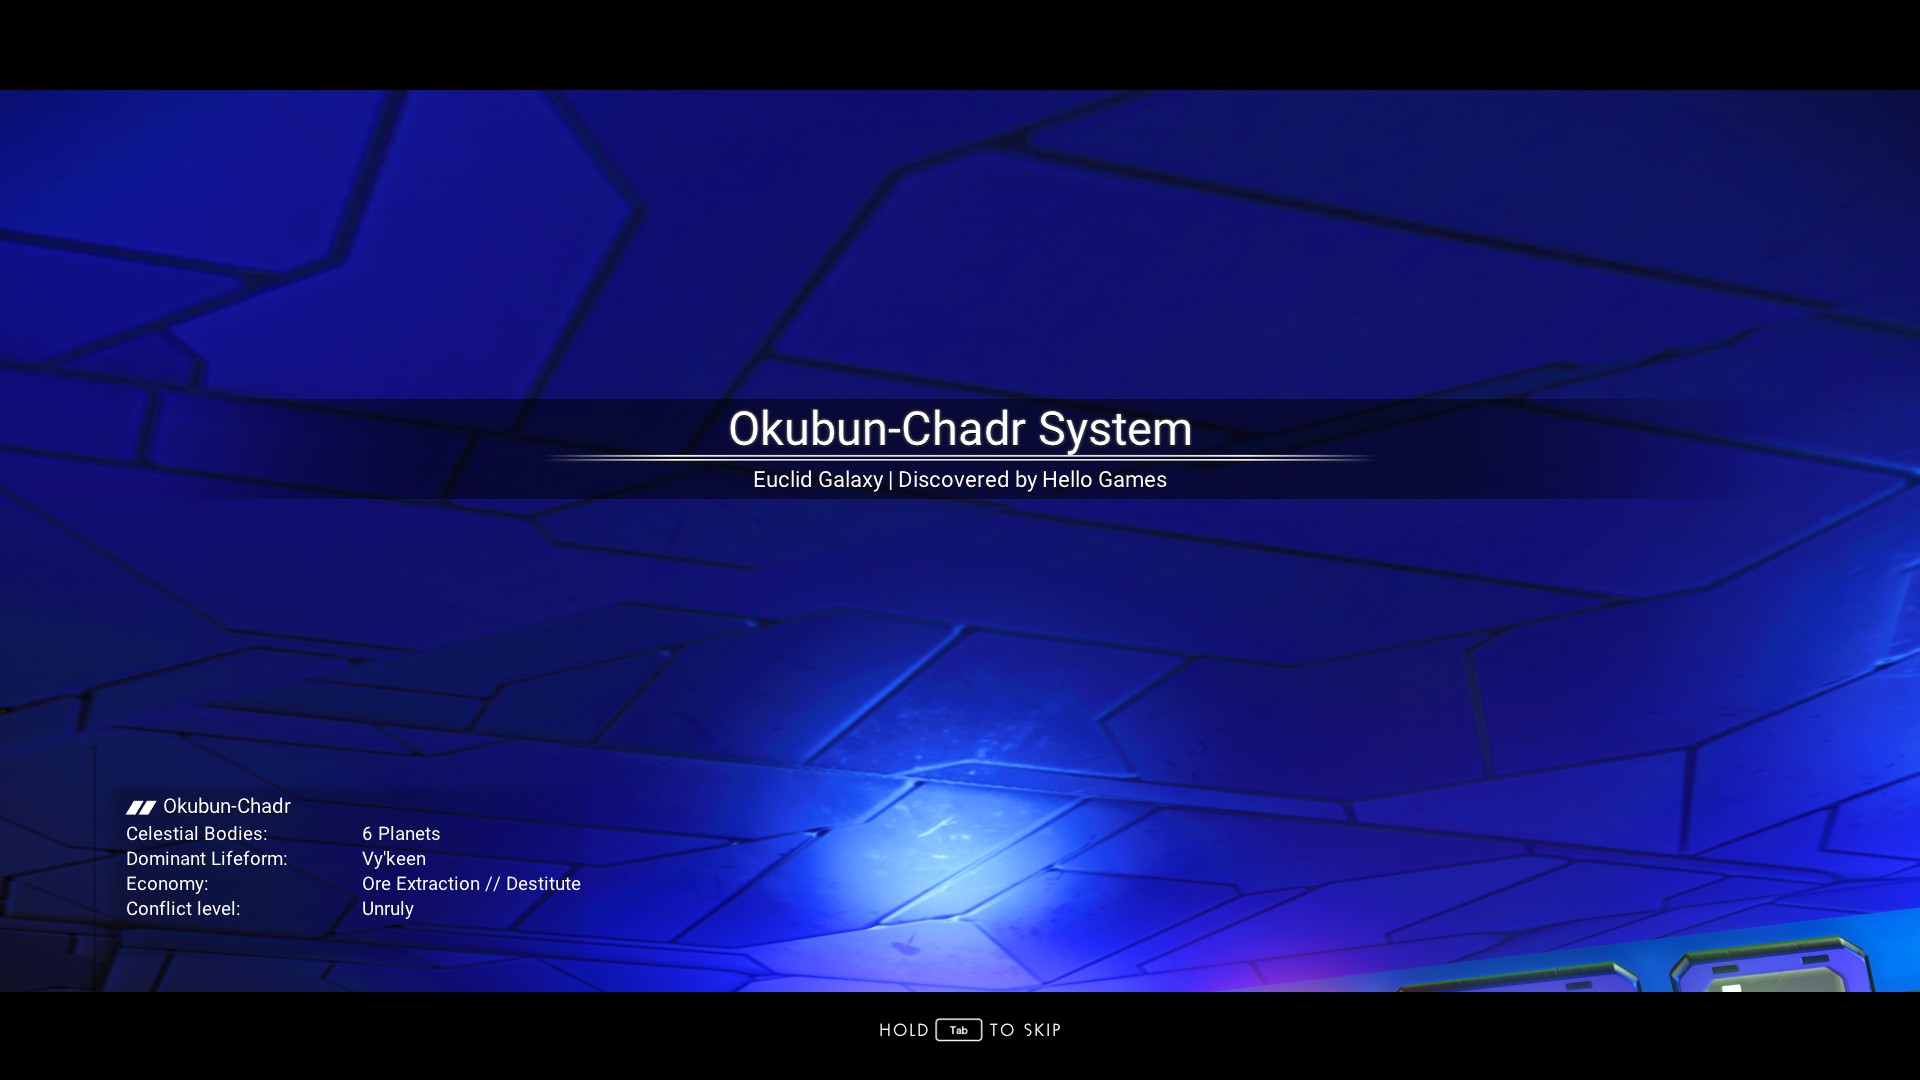 Okubun-Chadr System
Euclid Galaxy | Discovered by Hello Games
Okubun-Chadr
Celestial Bodies: 6 Planets
Dominant Lifeform: Vy'keen
Economy: Ore Extraction // Destitute
Conflict level: Unruly
HOLD Tab TO SKIP